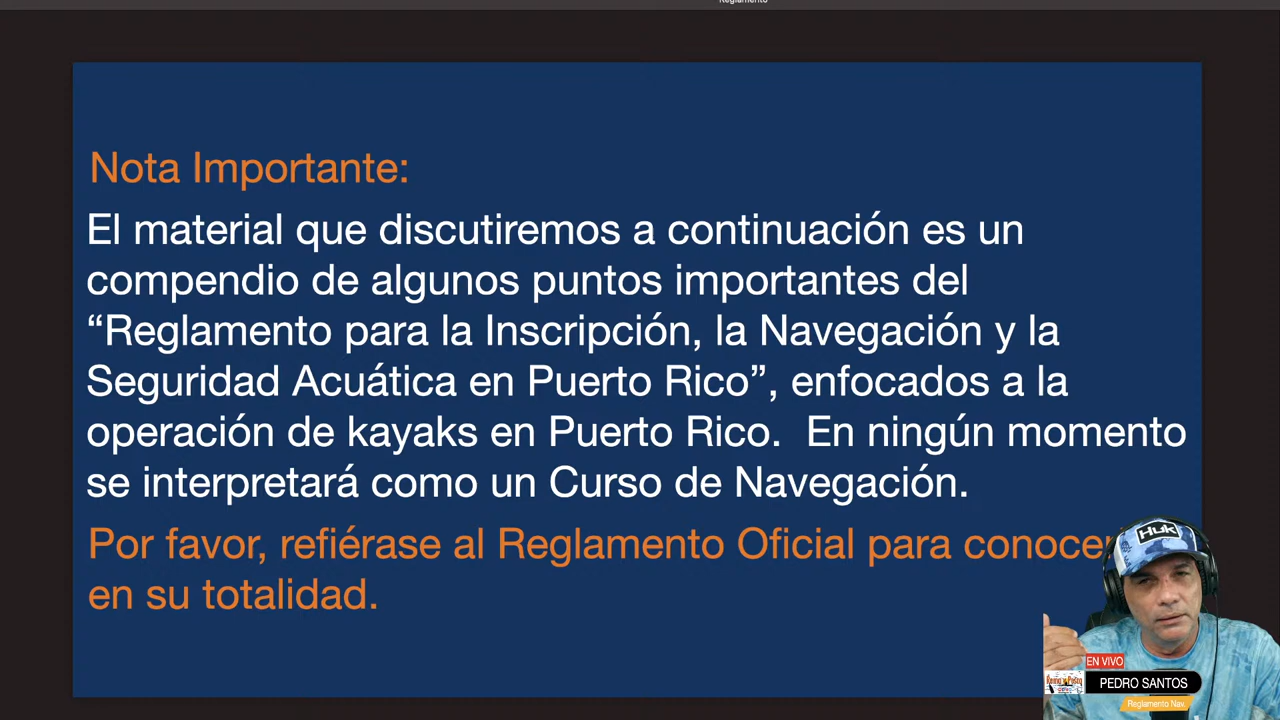 Reglamento
Nota Importante:
El material que discutiremos a continuación es un
compendio de algunos puntos importantes del
“Reglamento para la Inscripción, la Navegación y la
Seguridad Acuática en Puerto Rico”, enfocados a la
operación de kayaks en Puerto Rico.  En ningún momento
se interpretará como un Curso de Navegación.
Por favor, refiérase al Reglamento Oficial para conocer
en su totalidad.
HUK
EN VIVO
PEDRO SANTOS
Reglamento Nav.